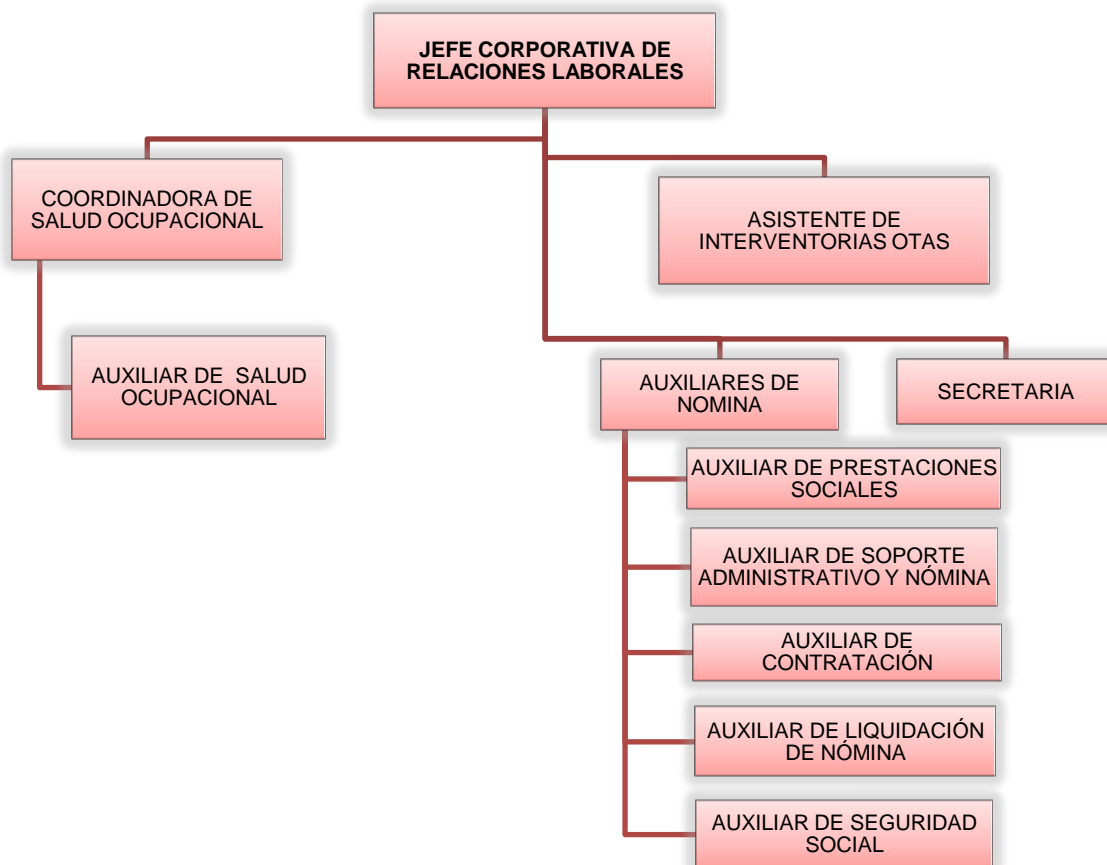 JEFE CORPORATIVA DE
RELACIONES LABORALES
COORDINADORA DE
SALUD OCUPACIONAL
ASISTENTE DE
INTERVENTORIAS OTAS
AUXILIAR DE SALUD
OCUPACIONAL
AUXILIARES DE
NOMINA
SECRETARIA
AUXILIAR DE PRESTACIONES
SOCIALES
AUXILIAR DE SOPORTE
ADMINISTRATIVO Y NÓMINA
AUXILIAR DE
CONTRATACIÓN
AUXILIAR DE LIQUIDACIÓN
DE NÓMINA
AUXILIAR DE SEGURIDAD
SOCIAL